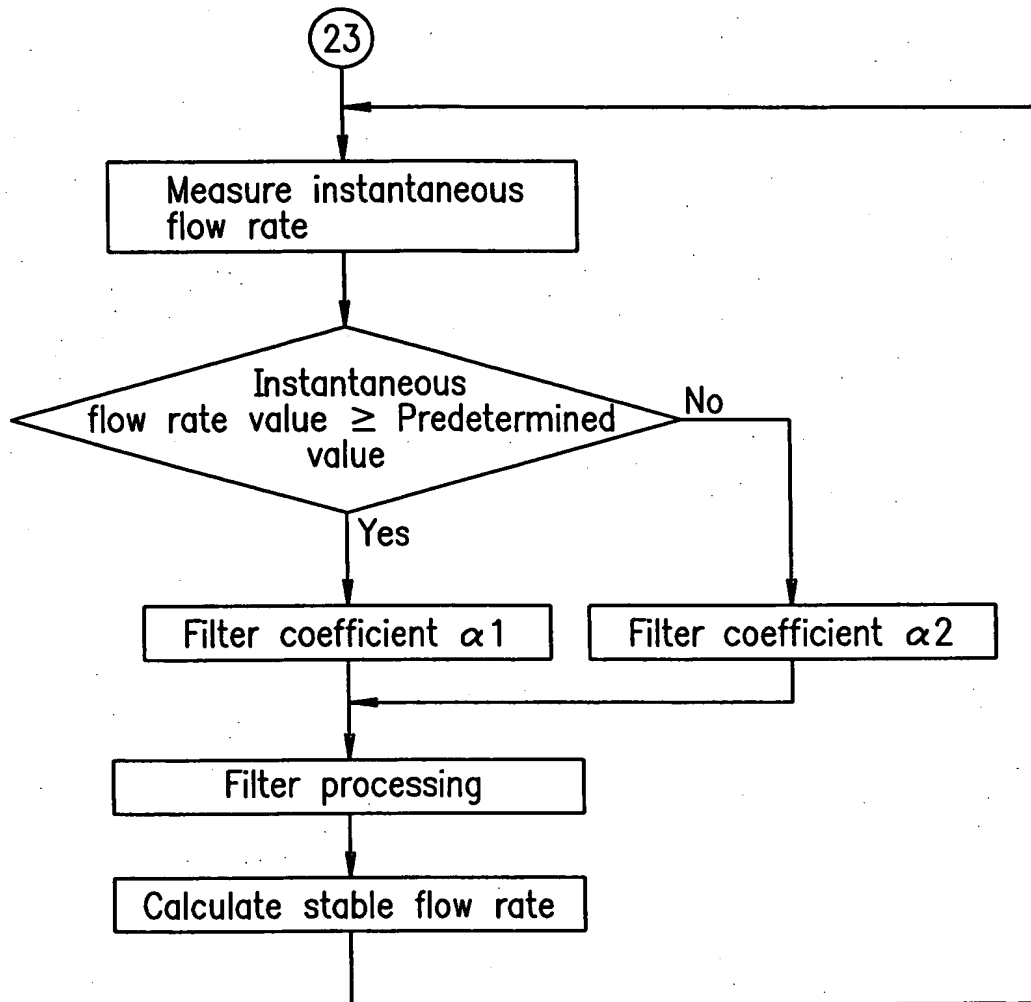 23
Measure instantaneous
flow rate
Instantaneous
flow rate value ≥ Predetermined
value
No
Yes
Filter coefficient α1
Filter coefficient α2
Filter processing
Calculate stable flow rate